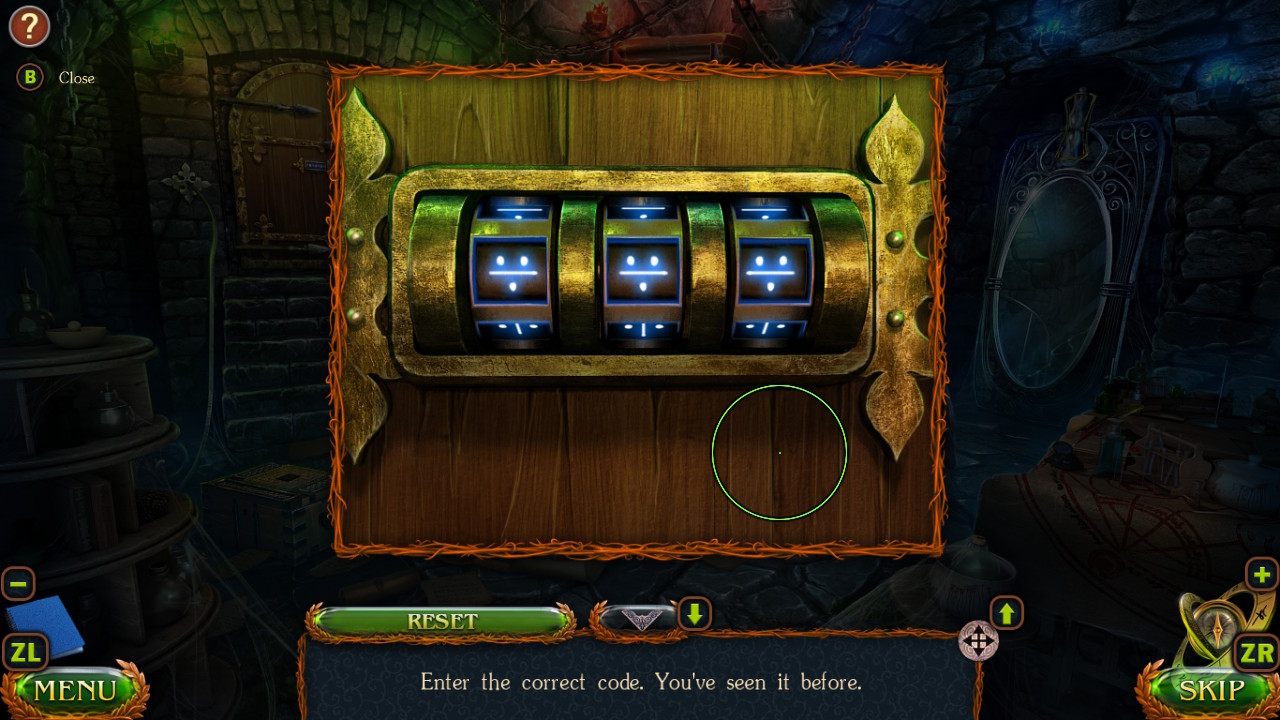 ?
B Close
RESET
Enter the correct code. You've seen it before.
-
+
ZL
ZR
MENU
SKIP